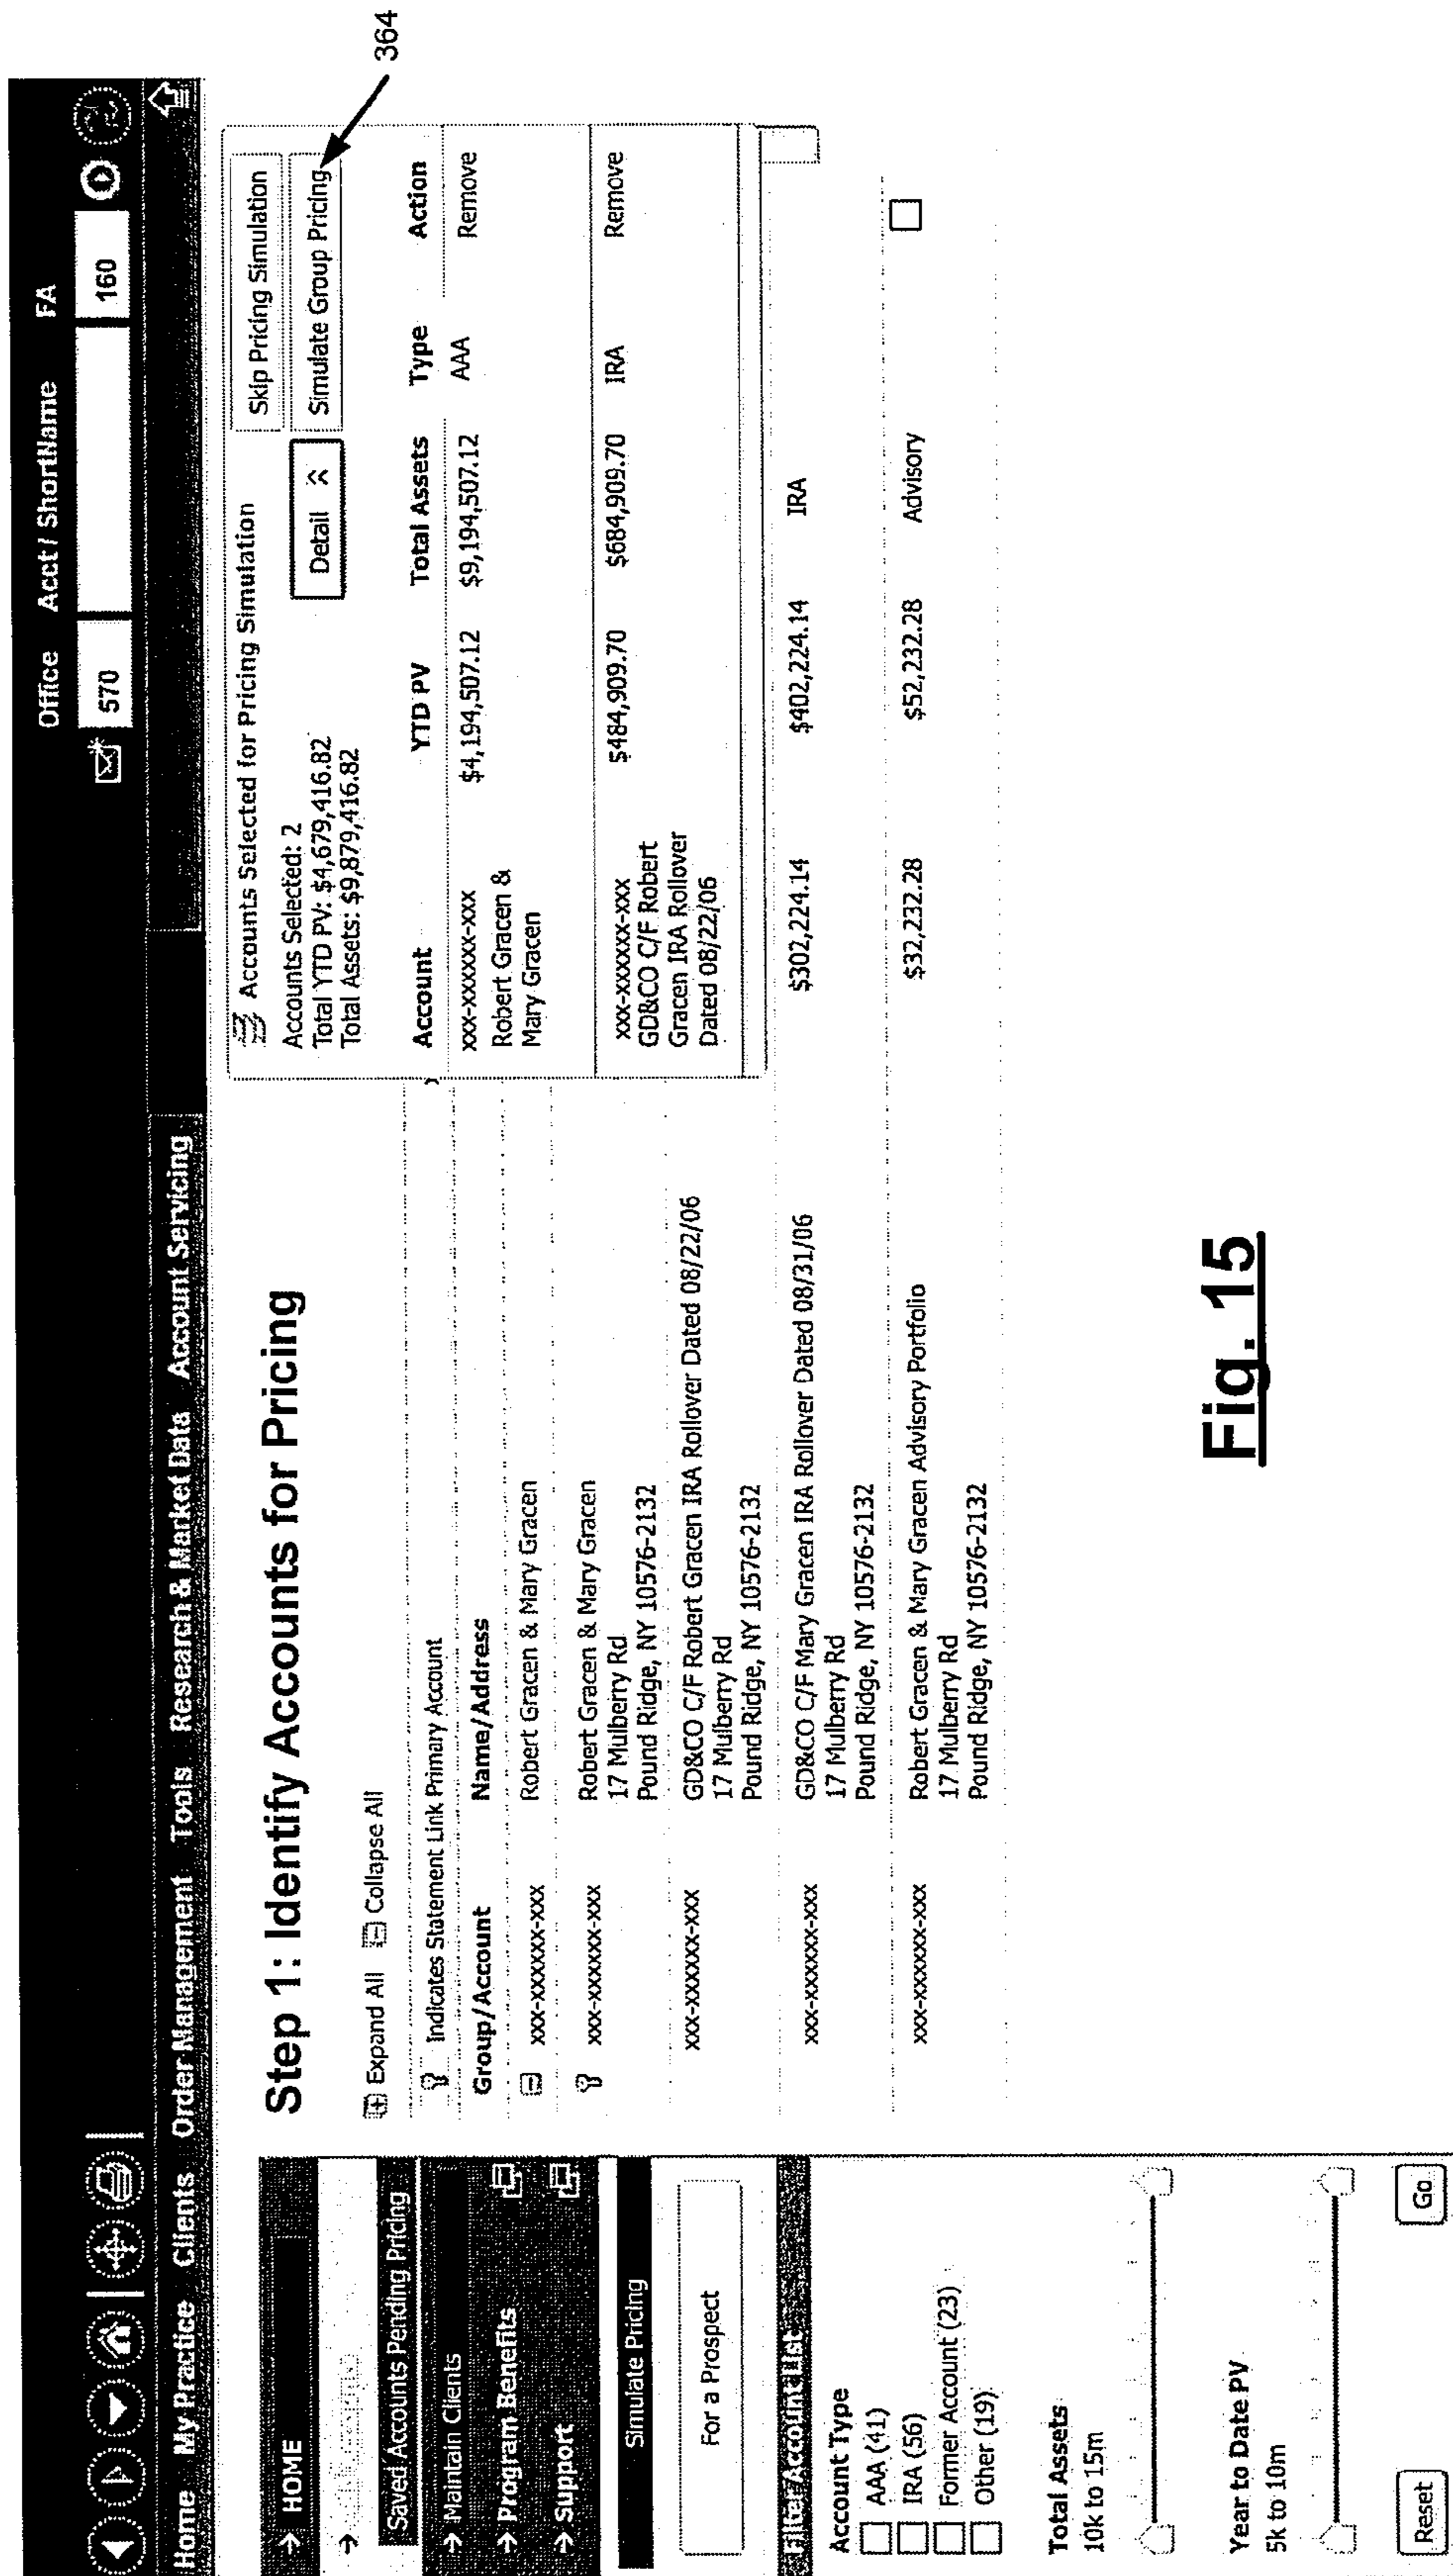 Office Acct / ShortName FA
570 160
Home My Practice Clients Order Management Tools Research & Market Data Account Servicing
→ HOME
→
Saved Accounts Pending Pricing
→ Maintain Clients
→ Program Benefits
→ Support
Simulate Pricing
For a Prospect
Filter Account List
Account Type
AAA (41)
IRA (56)
Former Account (23)
Other (19)
Total Assets
10k to 15m
Year to Date PV
5k to 10m
Reset Go
Step 1: Identify Accounts for Pricing
Expand All Collapse All
Indicates Statement Link Primary Account
Group/Account Name/Address
xxx-xxxxxx-xxx Robert Gracen & Mary Gracen
xxx-xxxxxx-xxx Robert Gracen & Mary Gracen
17 Mulberry Rd
Pound Ridge, NY 10576-2132
xxx-xxxxxx-xxx GD&CO C/F Robert Gracen IRA Rollover Dated 08/22/06
17 Mulberry Rd
Pound Ridge, NY 10576-2132
xxx-xxxxxx-xxx GD&CO C/F Mary Gracen IRA Rollover Dated 08/31/06 $302,224.14 $402,224.14 IRA
17 Mulberry Rd
Pound Ridge, NY 10576-2132
xxx-xxxxxx-xxx Robert Gracen & Mary Gracen Advisory Portfolio $32,232.28 $52,232.28 Advisory
17 Mulberry Rd
Pound Ridge, NY 10576-2132
Accounts Selected for Pricing Simulation
Skip Pricing Simulation
Accounts Selected: 2
Total YTD PV: $4,679,416.82
Total Assets: $9,879,416.82
Detail
Simulate Group Pricing
364
Account YTD PV Total Assets Type Action
xxx-xxxxxx-xxx $4,194,507.12 $9,194,507.12 AAA Remove
Robert Gracen &
Mary Gracen
xxx-xxxxxx-xxx $484,909.70 $684,909.70 IRA Remove
GD&CO C/F Robert
Gracen IRA Rollover
Dated 08/22/06
Fig. 15